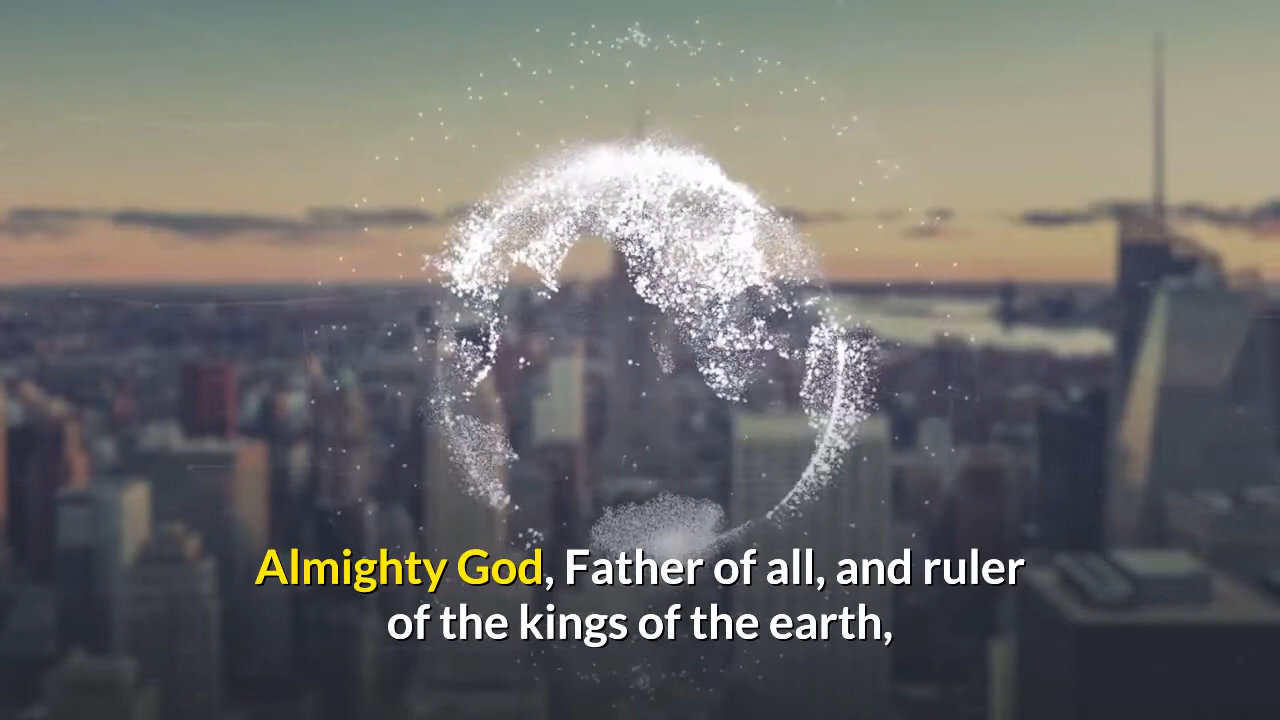 Almighty God, Father of all, and ruler
of the kings of the earth,